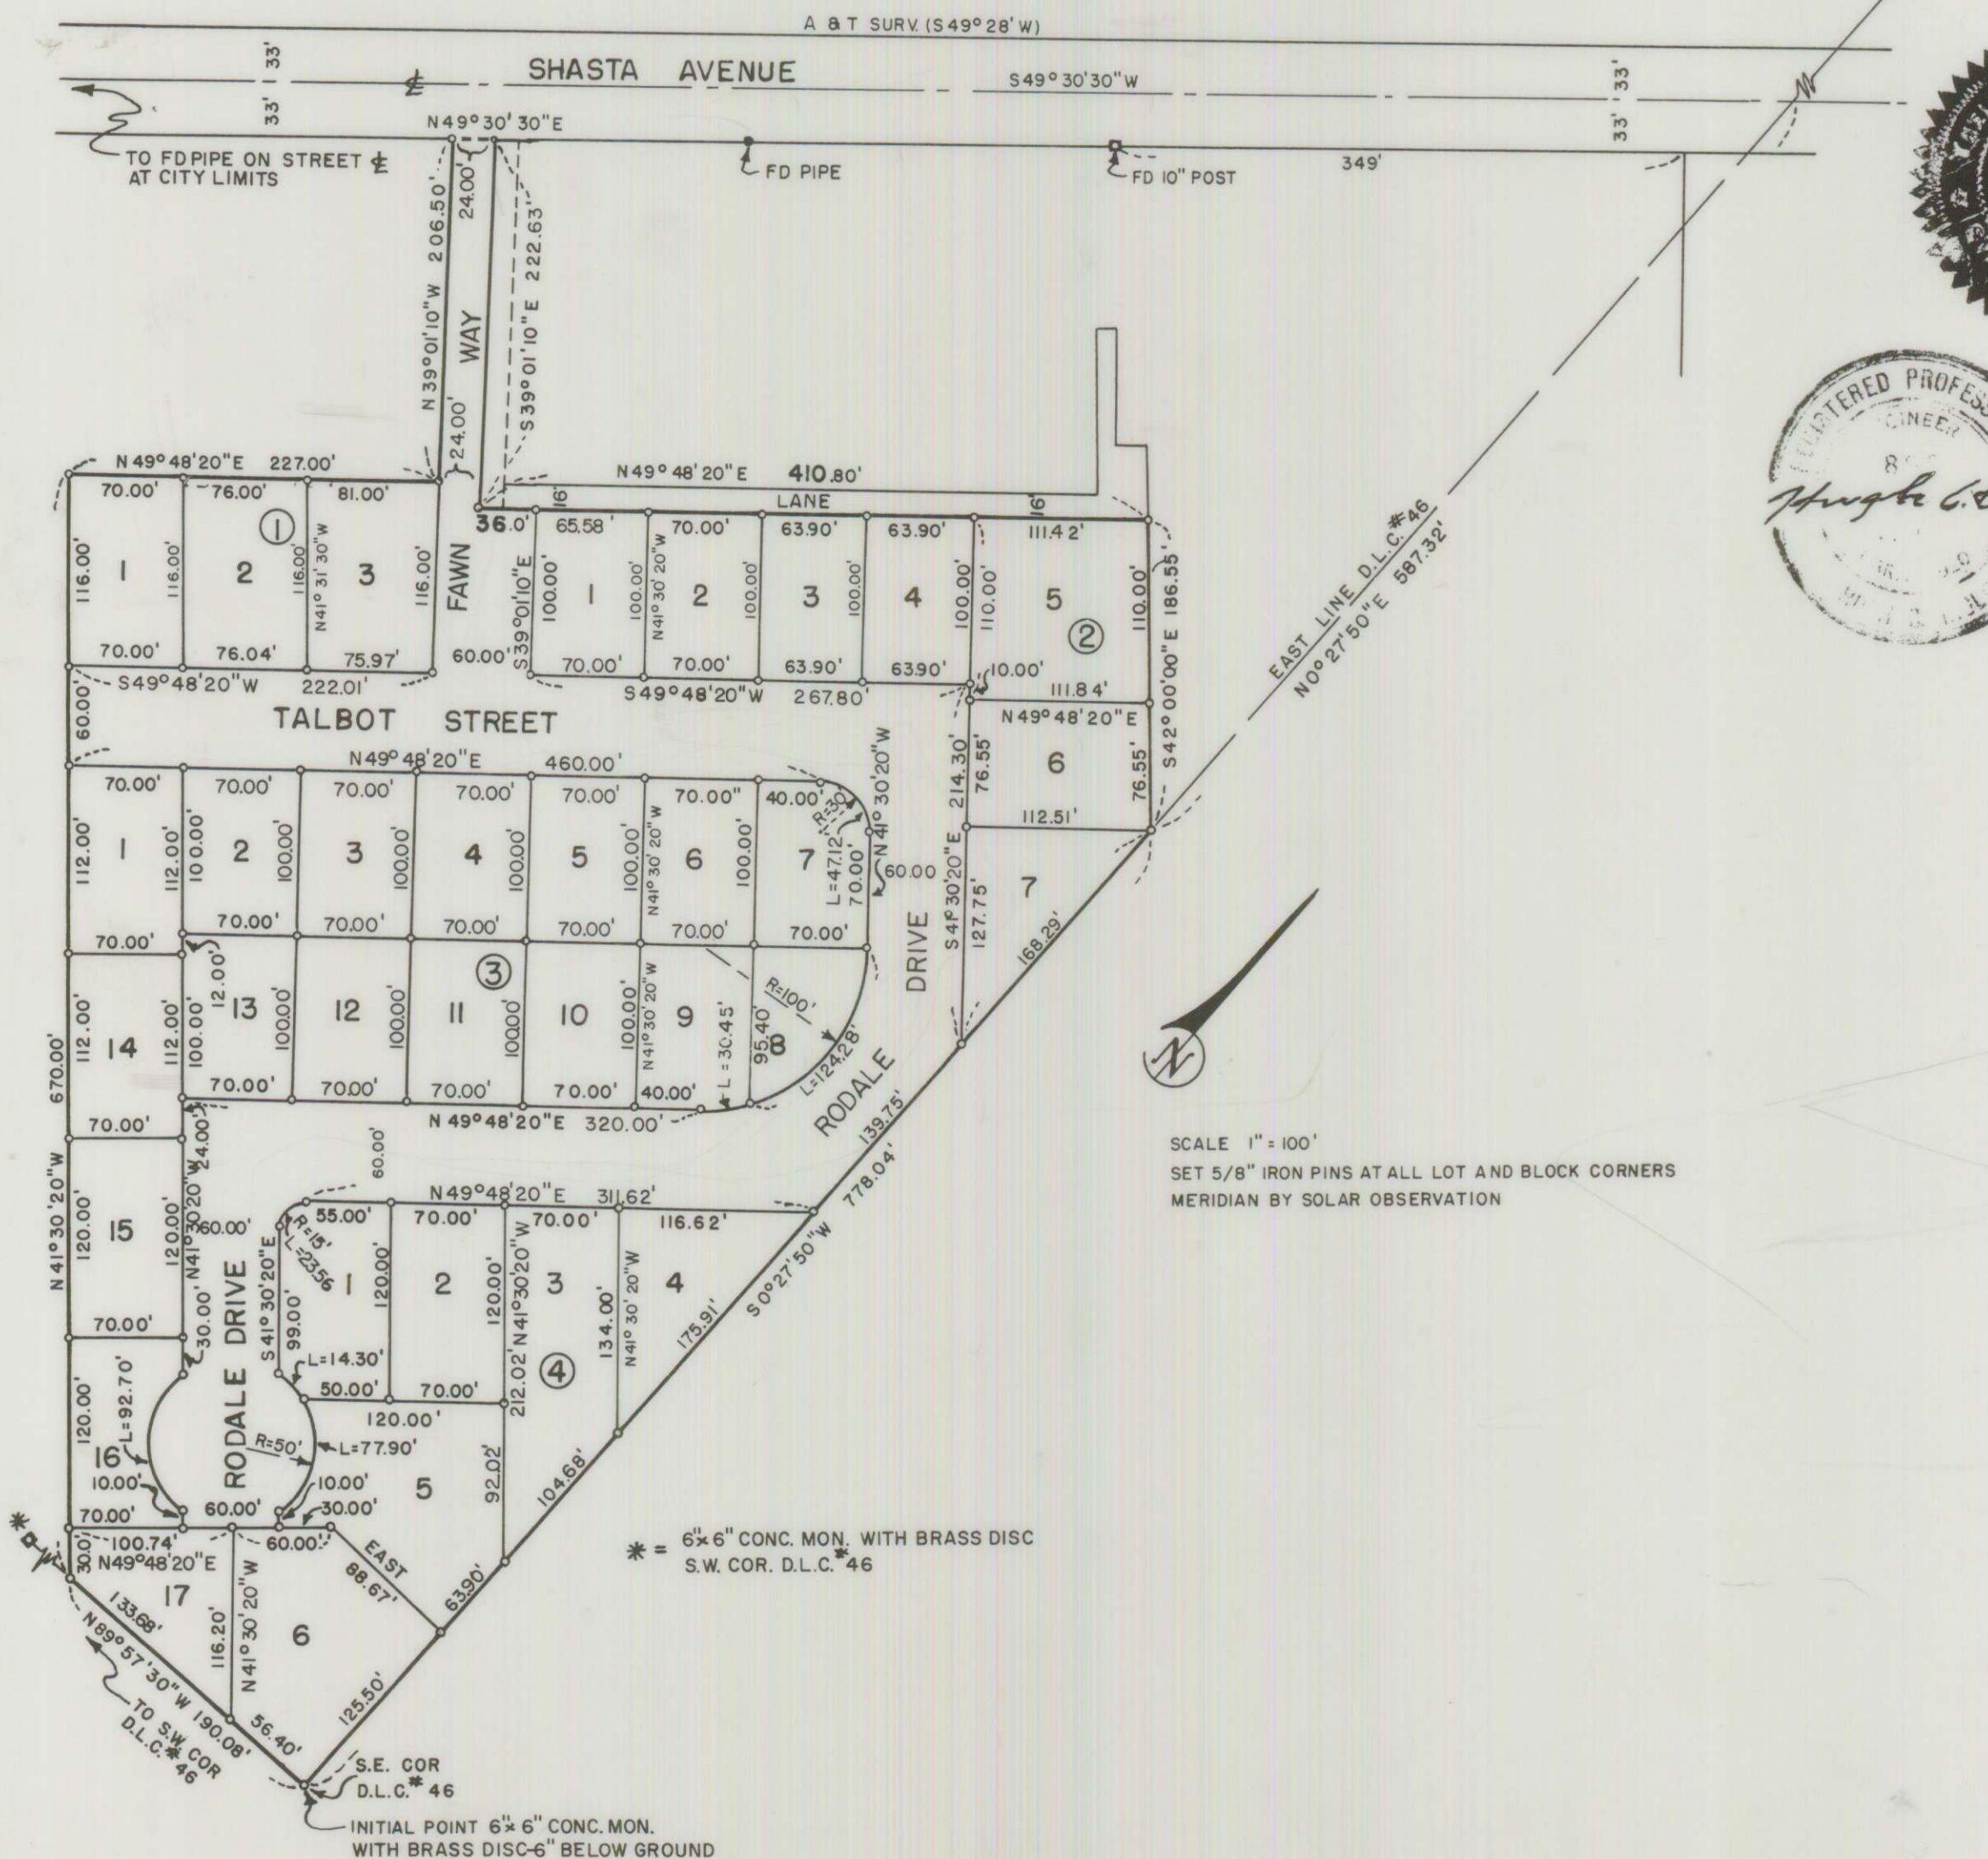 A & T SURV. (S49°28'W)
SHASTA AVENUE
S49°30'30"W
33'
33'
33'
33'
℄
N49°30'30"E
TO FD PIPE ON STREET ℄
AT CITY LIMITS
24.00'
FD PIPE
FD 10" POST
349'
N39°01'10"W 206.50'
S39°01'10"E 222.63'
FAWN WAY
24.00'
N49°48'20"E 227.00'
70.00' 76.00' 81.00'
1 2 3
①
116.00' 116.00' 116.00' 116.00'
N41°31'30"W
70.00' 76.04' 75.97' 60.00'
S49°48'20"W 222.01'
N49°48'20"E 410.80'
LANE
16' 16'
36.0' 65.58' 70.00' 63.90' 63.90' 111.42'
S39°01'10"E
100.00' 100.00' 100.00' 100.00' 100.00'
N41°30'20"W
1 2 3 4 5
②
110.00' 110.00'
70.00' 70.00' 63.90' 63.90' 10.00'
S49°48'20"W 267.80'
111.84'
N49°48'20"E
S42°00'00"E 186.55'
EAST LINE D.L.C. #46
N0°27'50"E 587.32'
60.00'
TALBOT STREET
6
76.55' 76.55'
112.51'
S41°30'20"E 214.30'
7
127.75'
168.29'
N49°48'20"E 460.00'
70.00' 70.00' 70.00' 70.00' 70.00' 70.00" 40.00'
R=30'
L=47.12'
70.00'
N41°30'20"W
60.00
1 2 3 4 5 6 7
112.00' 112.00' 100.00' 100.00' 100.00' 100.00' 100.00' 100.00'
N41°30'20"W
70.00' 70.00' 70.00' 70.00' 70.00' 70.00' 70.00'
12.00'
③
14 13 12 11 10 9 8
112.00' 112.00' 100.00' 100.00' 100.00' 100.00' 100.00' 95.40'
N41°30'20"W
R=100'
L=30.45'
L=124.28'
RODALE DRIVE
70.00' 70.00' 70.00' 70.00' 40.00'
N49°48'20"E 320.00'
70.00'
24.00'
60.00'
139.75'
S0°27'50"W 778.04'
N41°30'20"W 670.00'
15
120.00' 120.00'
N41°30'20"W
60.00'
R=15'
L=23.56
S41°30'20"E
99.00'
N49°48'20"E 311.62'
55.00' 70.00' 70.00' 116.62'
1 2 3 4
120.00' 120.00' 134.00'
N41°30'20"W
212.02' N41°30'20"W
175.91'
④
70.00'
30.00'
L=14.30'
50.00' 70.00'
120.00'
RODALE DRIVE
16
120.00'
L=92.70'
R=50'
L=77.90'
5
92.02'
104.68'
10.00' 10.00'
70.00' 60.00' 30.00'
100.74' 60.00'
30.0'
N49°48'20"E
EAST
88.67'
63.90'
17
133.68'
116.20'
N41°30'20"W
6
125.50'
N89°57'30"W 190.08'
56.40'
TO S.W. COR
D.L.C. #46
S.E. COR
D.L.C. #46
INITIAL POINT 6"x6" CONC. MON.
WITH BRASS DISC-6" BELOW GROUND
* = 6"x6" CONC. MON. WITH BRASS DISC
S.W. COR. D.L.C. #46
*
N
SCALE 1" = 100'
SET 5/8" IRON PINS AT ALL LOT AND BLOCK CORNERS
MERIDIAN BY SOLAR OBSERVATION